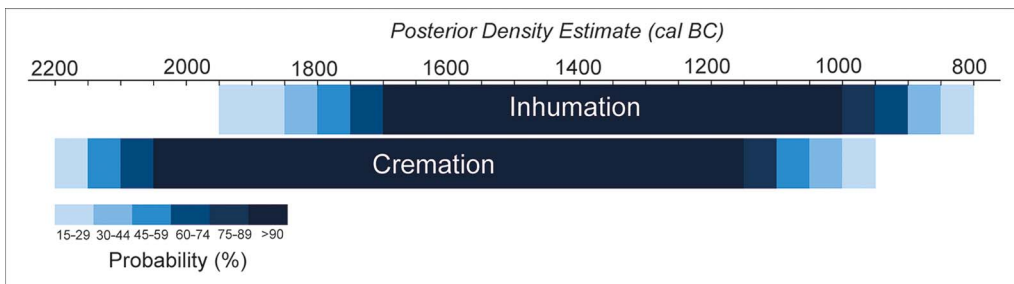 Posterior Density Estimate (cal BC)
2200 2000 1800 1600 1400 1200 1000 800
Inhumation
Cremation
15-29 30-44 45-59 60-74 75-89 >90
Probability (%)